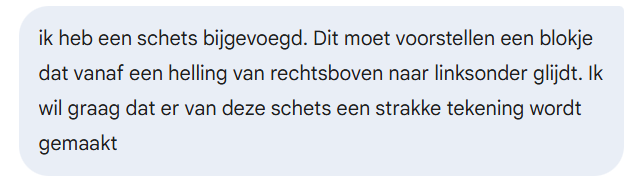 ik heb een schets bijgevoegd. Dit moet voorstellen een blokje
dat vanaf een helling van rechtsboven naar linksonder glijdt. Ik
wil graag dat er van deze schets een strakke tekening wordt
gemaakt